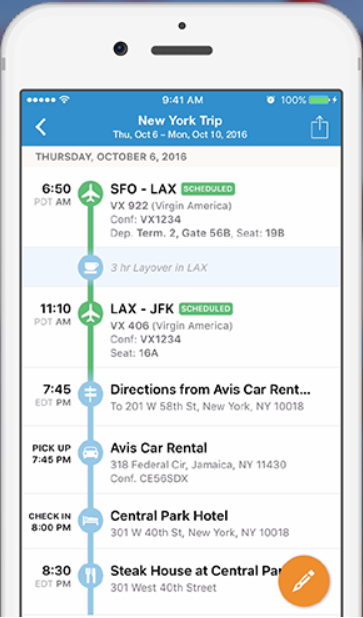 9:41 AM 100%
New York Trip
Thu, Oct 6 – Mon, Oct 10, 2016
THURSDAY, OCTOBER 6, 2016
6:50 SFO - LAX SCHEDULED
PDT AM VX 922 (Virgin America)
Conf: VX1234
Dep. Term. 2, Gate 56B, Seat: 19B
3 hr Layover in LAX
11:10 LAX - JFK SCHEDULED
PDT AM VX 406 (Virgin America)
Conf: VX1234
Seat: 16A
7:45 Directions from Avis Car Rent...
EDT PM To 201 W 58th St, New York, NY 10018
PICK UP Avis Car Rental
7:45 PM 318 Federal Cir, Jamaica, NY 11430
Conf. CE56SDX
CHECK IN Central Park Hotel
8:00 PM 301 W 40th St, New York, NY 10018
8:30 Steak House at Central
EDT PM 301 West 40th Street